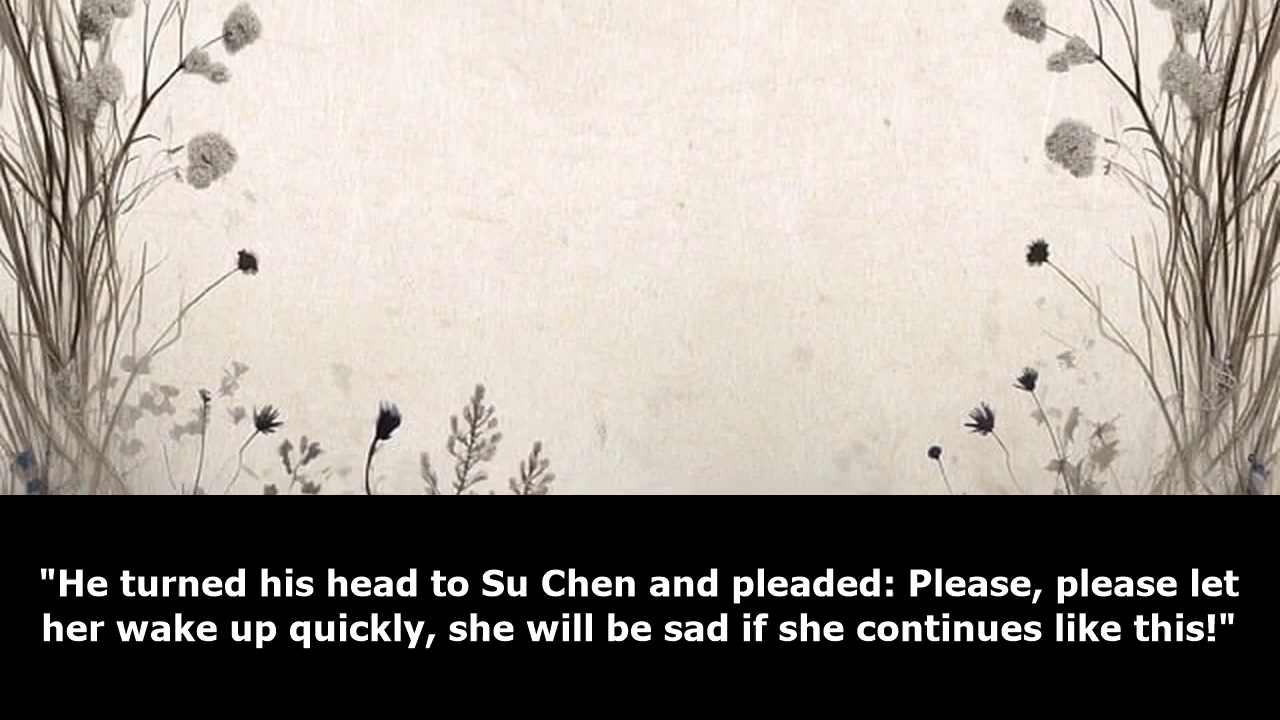 "He turned his head to Su Chen and pleaded: Please, please let
her wake up quickly, she will be sad if she continues like this!"